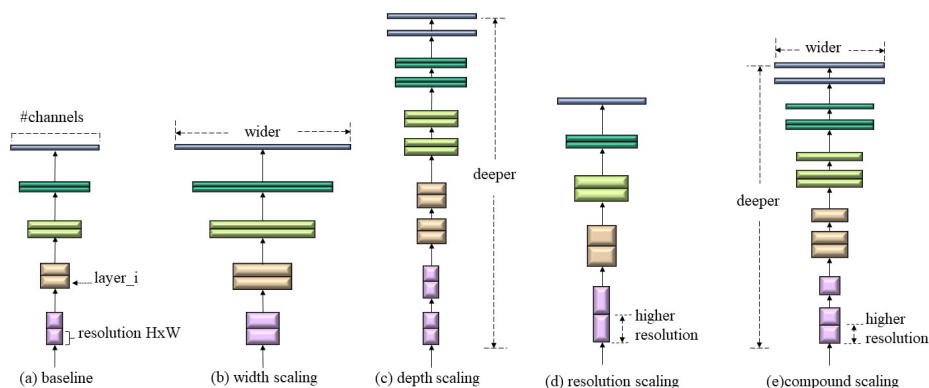 #channels
layer_i
resolution HxW
(a) baseline
wider
(b) width scaling
deeper
(c) depth scaling
higher
resolution
(d) resolution scaling
wider
deeper
higher
resolution
(e)compound scaling